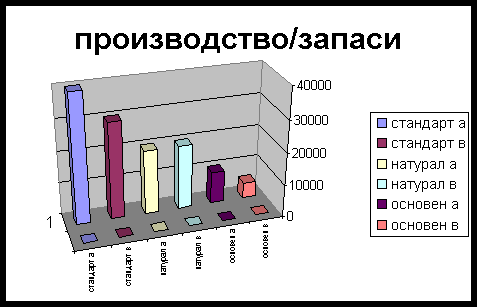 производство/запаси
40000
30000
20000
10000
0
1
стандарт а
стандарт в
натурал а
натурал в
основен а
основен в
стандарт а
стандарт в
натурал а
натурал в
основен а
основен в